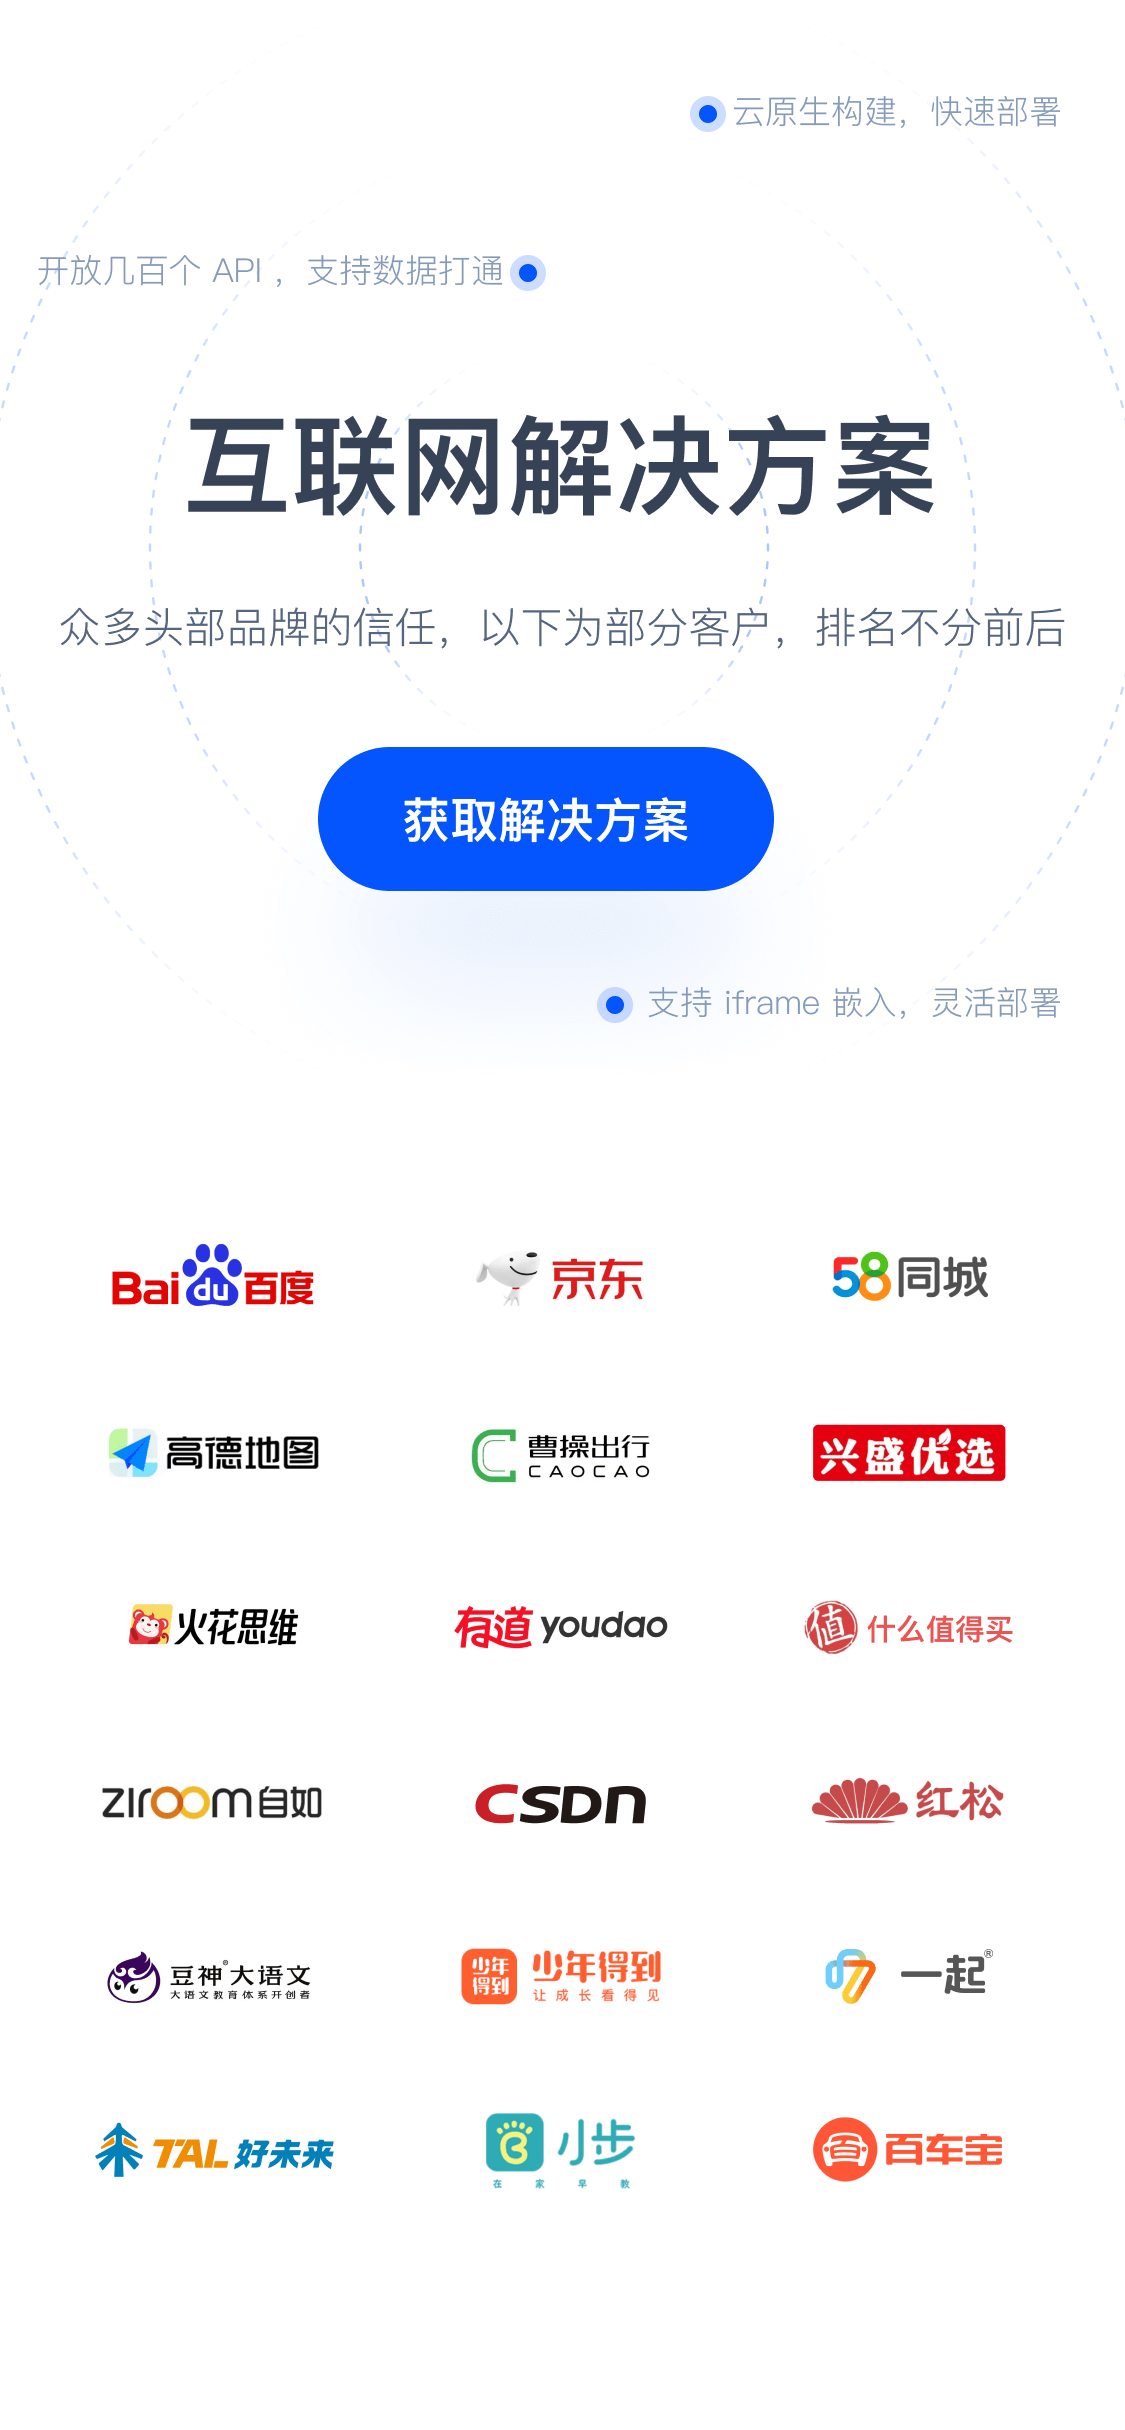 云原生构建，快速部署
开放几百个 API ，支持数据打通
互联网解决方案
众多头部品牌的信任，以下为部分客户，排名不分前后
获取解决方案
支持 iframe 嵌入，灵活部署
Bai du 百度
京东
58同城
高德地图
曹操出行
CAOCAO
兴盛优选
火花思维
有道 youdao
值 什么值得买
ziroom自如
CSDN
红松
豆神®大语文
大语文教育体系开创者
少年得到 少年得到
让成长看得见
一起®
TAL 好未来
小步
在家早教
百 百车宝